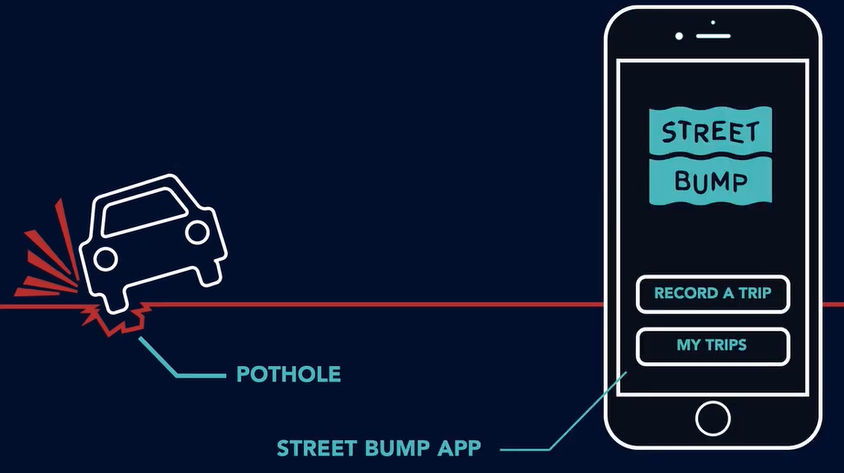 STREET
BUMP
RECORD A TRIP
MY TRIPS
POTHOLE
STREET BUMP APP